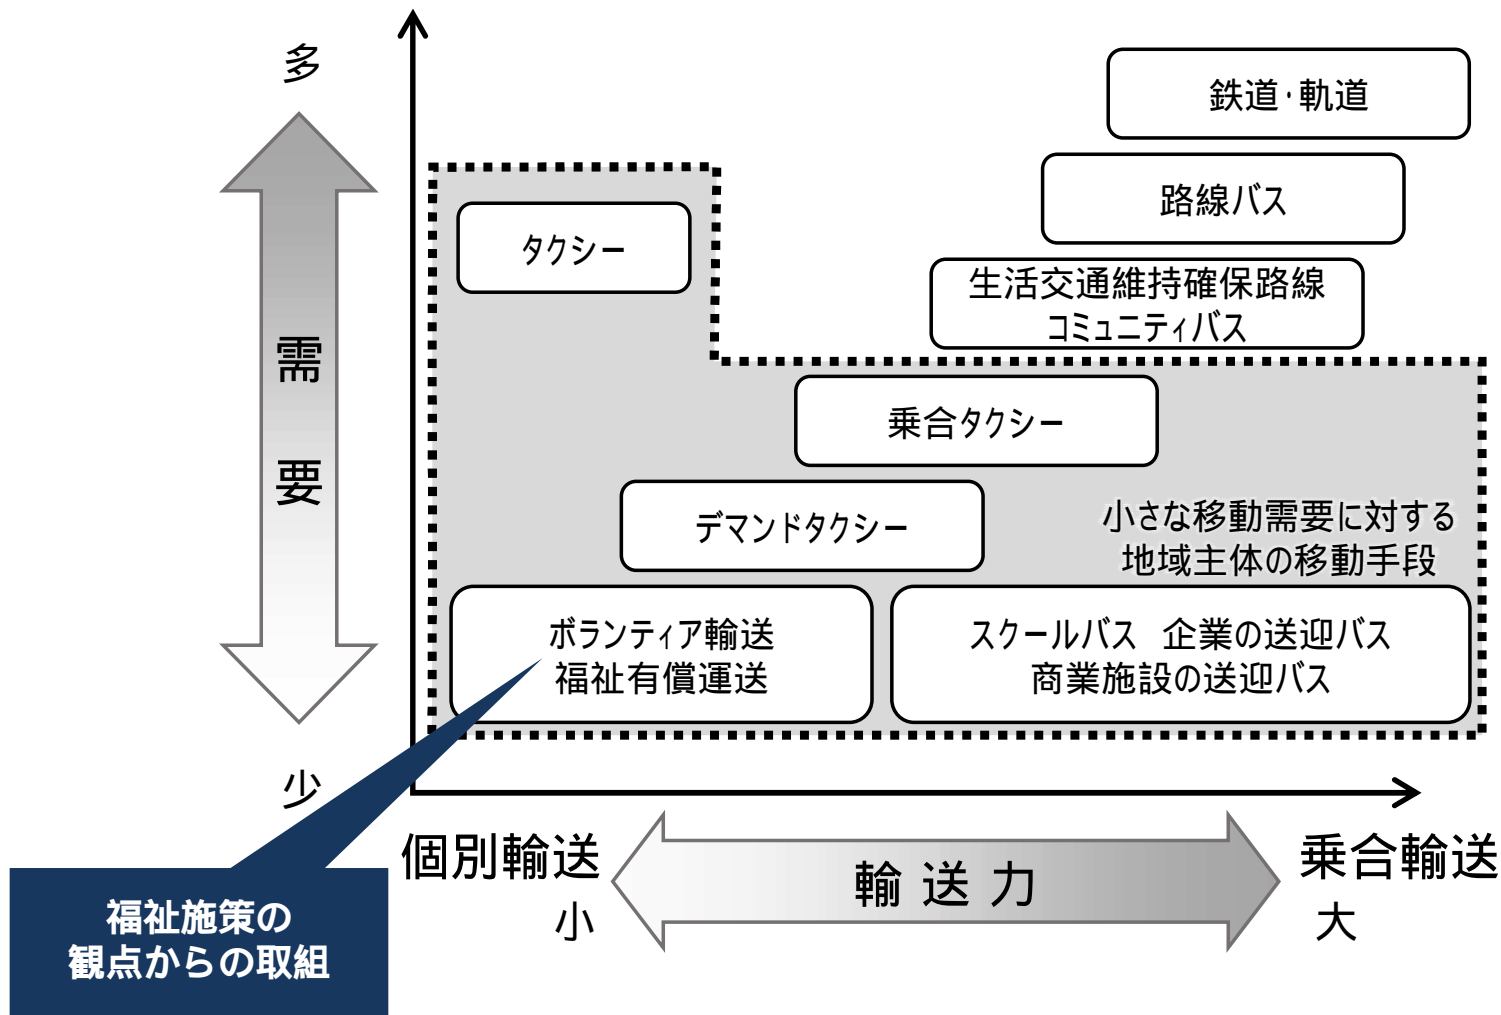 多
鉄道・軌道
路線バス
タクシー
生活交通維持確保路線
コミュニティバス
需
要
乗合タクシー
デマンドタクシー
小さな移動需要に対する
地域主体の移動手段
ボランティア輸送
福祉有償運送
スクールバス 企業の送迎バス
商業施設の送迎バス
少
個別輸送
小
輸 送 力
乗合輸送
大
福祉施策の
観点からの取組